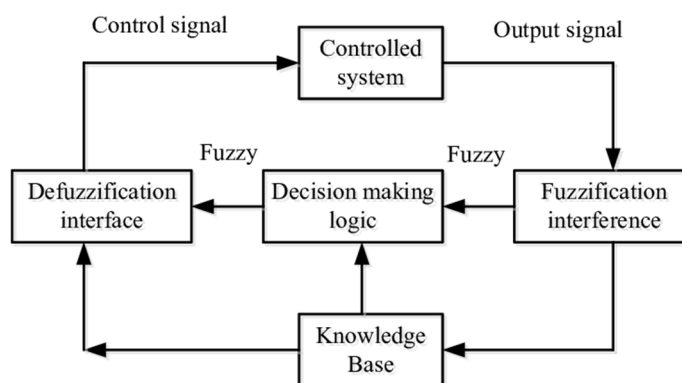 Control signal
Controlled
system
Output signal
Fuzzy
Fuzzy
Defuzzification
interface
Decision making
logic
Fuzzification
interference
Knowledge
Base